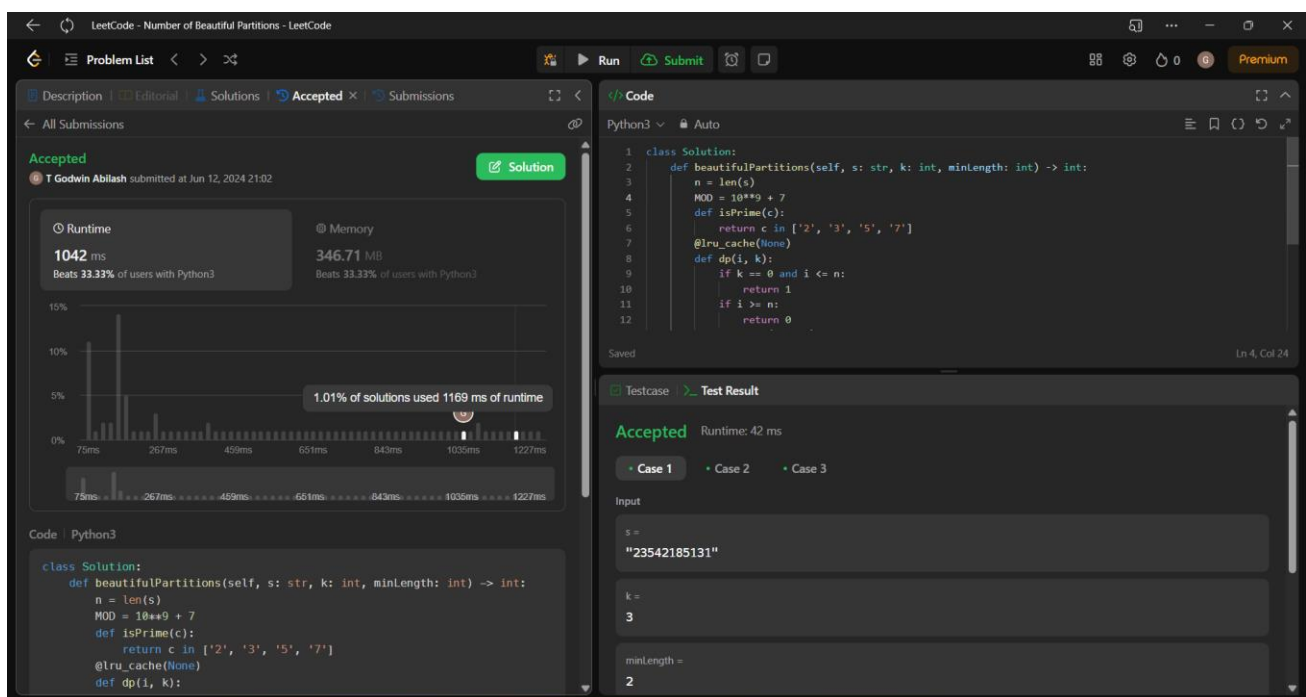 LeetCode - Number of Beautiful Partitions - LeetCode
Problem List
Run
Submit
0
G
Premium
Description
Editorial
Solutions
Accepted
Submissions
All Submissions
Accepted
G T Godwin Abilash submitted at Jun 12, 2024 21:02
Solution
Runtime
1042 ms
Beats 33.33% of users with Python3
Memory
346.71 MB
Beats 33.33% of users with Python3
15%
10%
5%
0%
1.01% of solutions used 1169 ms of runtime
G
75ms 267ms 459ms 651ms 843ms 1035ms 1227ms
75ms 267ms 459ms 651ms 843ms 1035ms 1227ms
Code Python3
class Solution:
def beautifulPartitions(self, s: str, k: int, minLength: int) -> int:
n = len(s)
MOD = 10**9 + 7
def isPrime(c):
return c in ['2', '3', '5', '7']
@lru_cache(None)
def dp(i, k):
</> Code
Python3
Auto
1 class Solution:
2 def beautifulPartitions(self, s: str, k: int, minLength: int) -> int:
3 n = len(s)
4 MOD = 10**9 + 7
5 def isPrime(c):
6 return c in ['2', '3', '5', '7']
7 @lru_cache(None)
8 def dp(i, k):
9 if k == 0 and i <= n:
10 return 1
11 if i >= n:
12 return 0
Saved
Ln 4, Col 24
Testcase
Test Result
Accepted Runtime: 42 ms
• Case 1 • Case 2 • Case 3
Input
s =
"23542185131"
k =
3
minLength =
2